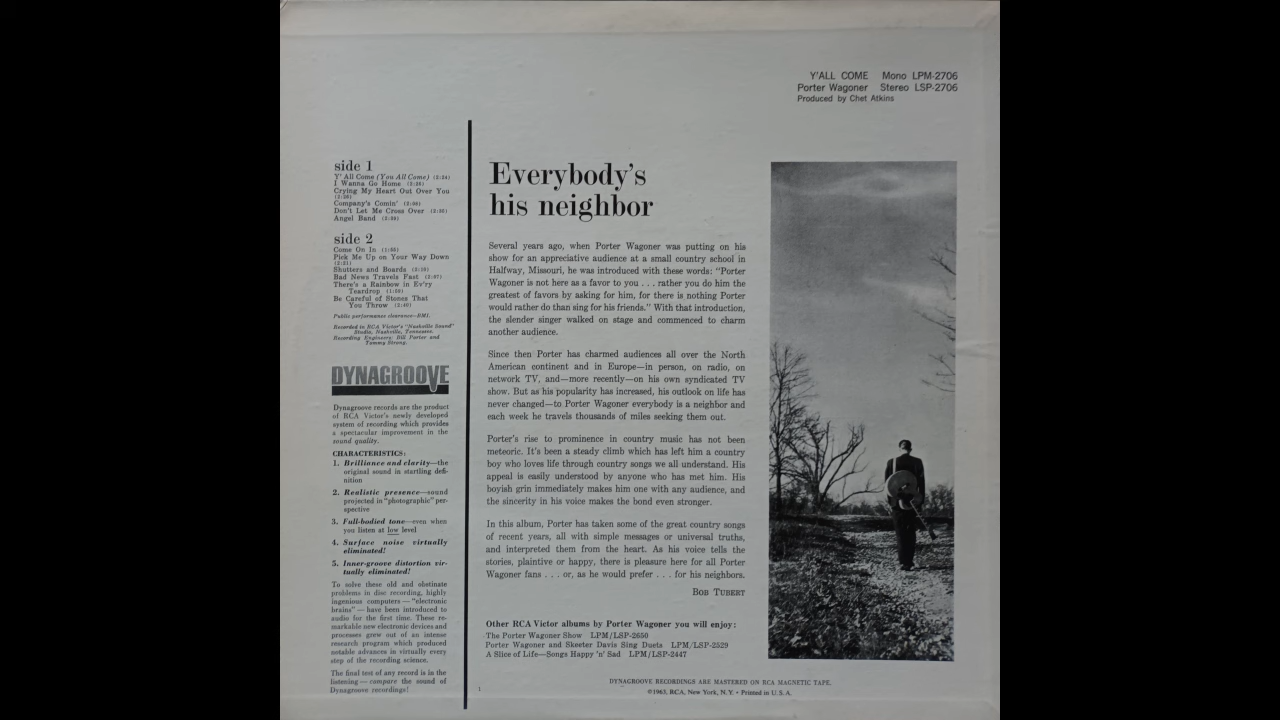 Y'ALL COME Mono LPM-2706
Porter Wagoner Stereo LSP-2706
Produced by Chet Atkins
side 1
Y'All Come (You All Come) (2:24)
I Wanna Go Home
Crying My Heart Out Over You
Company's Comin'
Don't Let Me Cross Over
Angel Band
side 2
Come On In
Pick Me Up on Your Way Down
(2:21)
Shutters and Boards
Bad News Travels Fast
There's a Rainbow in Ev'ry
Teardrop
Be Careful of Stones That
You Throw (2:40)
Public performance clearance—BMI.
Recorded in RCA Victor's "Nashville Sound"
Studio, Nashville, Tennessee.
Recording Engineers: Bill Porter and
Tommy Strong.
DYNAGROOVE
Dynagroove records are the product
of RCA Victor's newly developed
system of recording which provides
a spectacular improvement in the
sound quality.
CHARACTERISTICS:
1. Brilliance and clarity—the
original sound in startling defi-
nition
2. Realistic presence—sound
projected in "photographic" per-
spective
3. Full-bodied tone—even when
you listen at low level
4. Surface noise virtually
eliminated!
5. Inner-groove distortion vir-
tually eliminated!
To solve these old and obstinate
problems in disc recording, highly
ingenious computers — "electronic
brains" — have been introduced to
audio for the first time. These re-
markable new electronic devices and
processes grew out of an intense
research program which produced
notable advances in virtually every
step of the recording science.
The final test of any record is in the
listening — compare the sound of
Dynagroove recordings!
Everybody's
his neighbor
Several years ago, when Porter Wagoner was putting on his
show for an appreciative audience at a small country school in
Halfway, Missouri, he was introduced with these words: "Porter
Wagoner is not here as a favor to you . . . rather you do him the
greatest of favors by asking for him, for there is nothing Porter
would rather do than sing for his friends." With that introduction,
the slender singer walked on stage and commenced to charm
another audience.
Since then Porter has charmed audiences all over the North
American continent and in Europe—in person, on radio, on
network TV, and—more recently—on his own syndicated TV
show. But as his popularity has increased, his outlook on life has
never changed—to Porter Wagoner everybody is a neighbor and
each week he travels thousands of miles seeking them out.
Porter's rise to prominence in country music has not been
meteoric. It's been a steady climb which has left him a country
boy who loves life through country songs we all understand. His
appeal is easily understood by anyone who has met him. His
boyish grin immediately makes him one with any audience, and
the sincerity in his voice makes the bond even stronger.
In this album, Porter has taken some of the great country songs
of recent years, all with simple messages or universal truths,
and interpreted them from the heart. As his voice tells the
stories, plaintive or happy, there is pleasure here for all Porter
Wagoner fans . . . or, as he would prefer . . . for his neighbors.
BOB TUBERT
Other RCA Victor albums by Porter Wagoner you will enjoy:
The Porter Wagoner Show LPM/LSP-2650
Porter Wagoner and Skeeter Davis Sing Duets LPM/LSP-2529
A Slice of Life—Songs Happy 'n' Sad LPM/LSP-2447
DYNAGROOVE RECORDINGS ARE MASTERED ON RCA MAGNETIC TAPE.
©1963, RCA, New York, N.Y. • Printed in U.S.A.
1